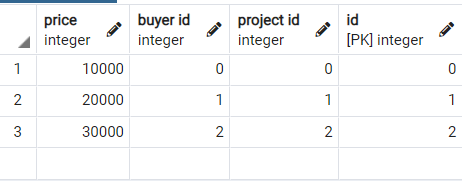 price buyer id project id id
integer integer integer [PK] integer
1 10000 0 0 0
2 20000 1 1 1
3 30000 2 2 2